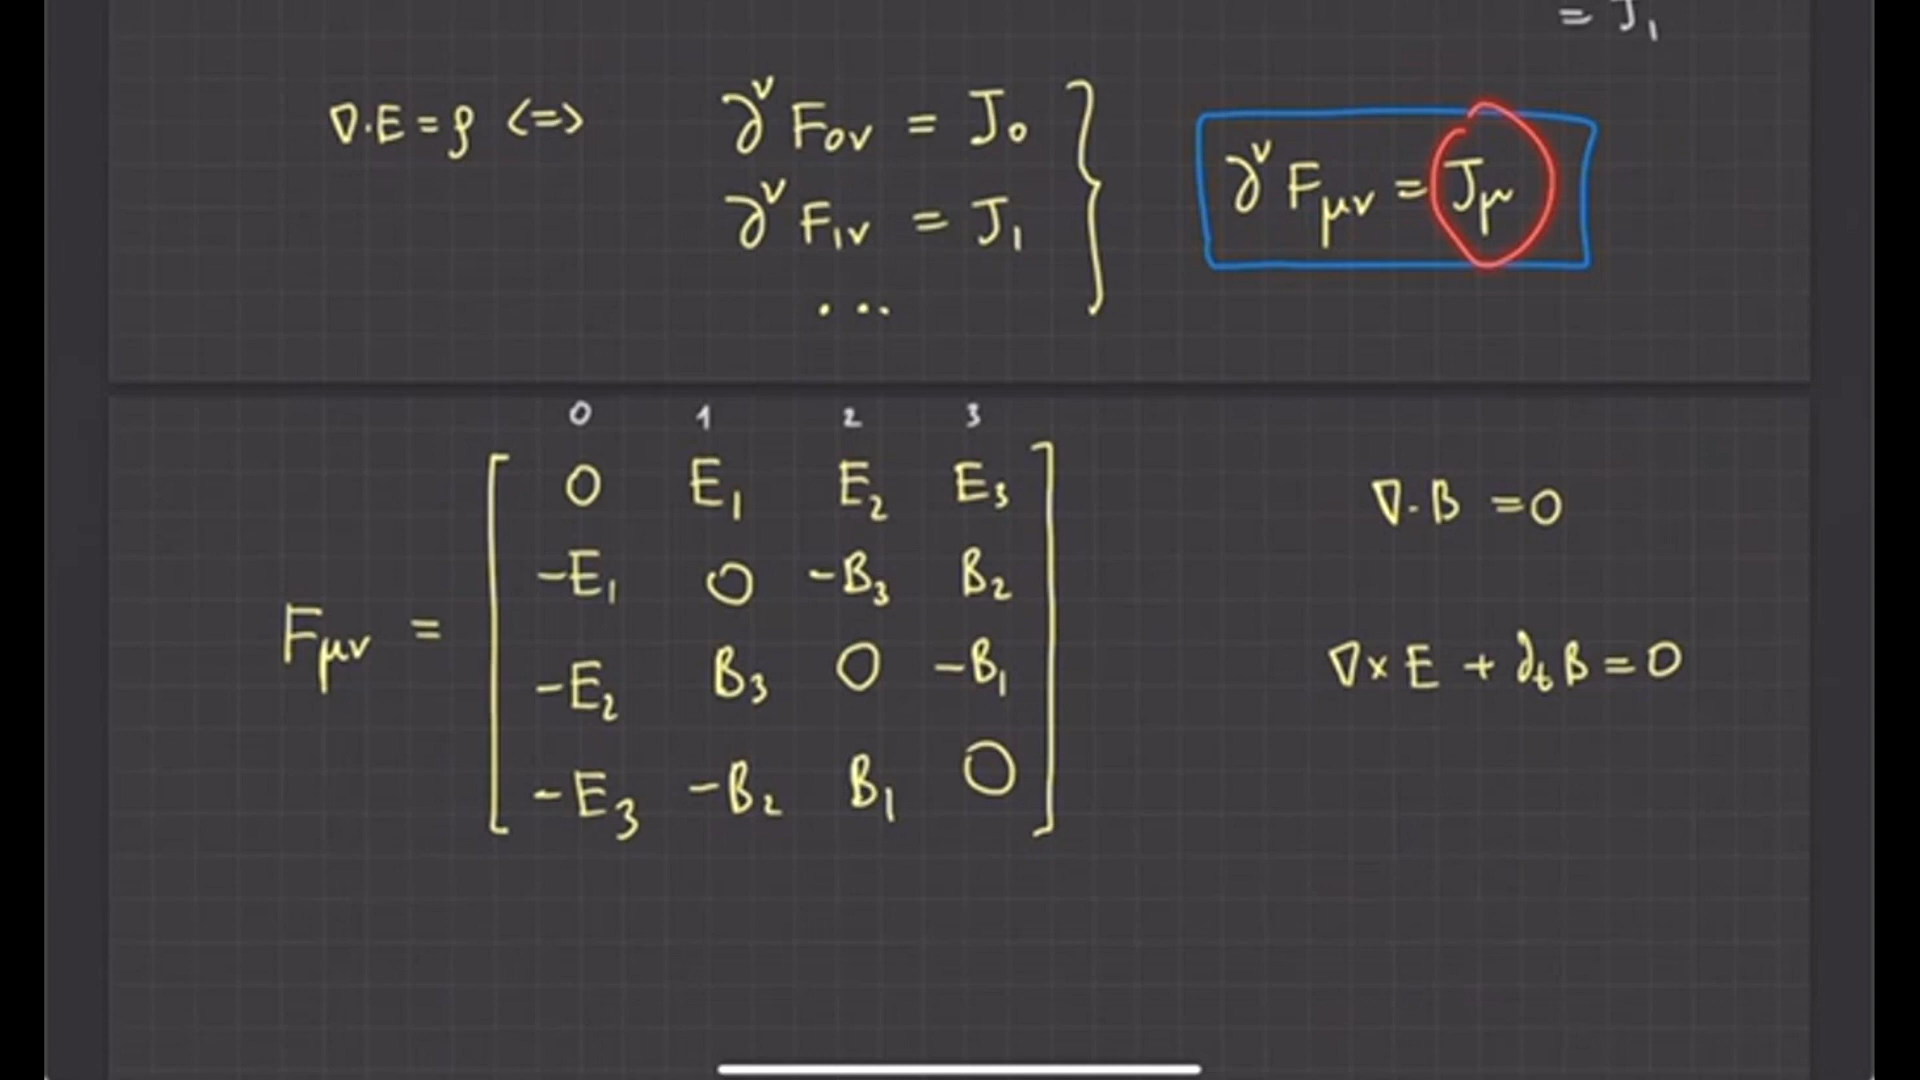 = J₁
∇·E = ρ <=> ∂^ν F₀ν = J₀
∂^ν F₁ν = J₁
...
∂^ν Fμν = Jμ
0 1 2 3
0 E₁ E₂ E₃
-E₁ 0 -B₃ B₂
Fμν =
-E₂ B₃ 0 -B₁
-E₃ -B₂ B₁ 0
∇·B = 0
∇×E + ∂ₜB = 0